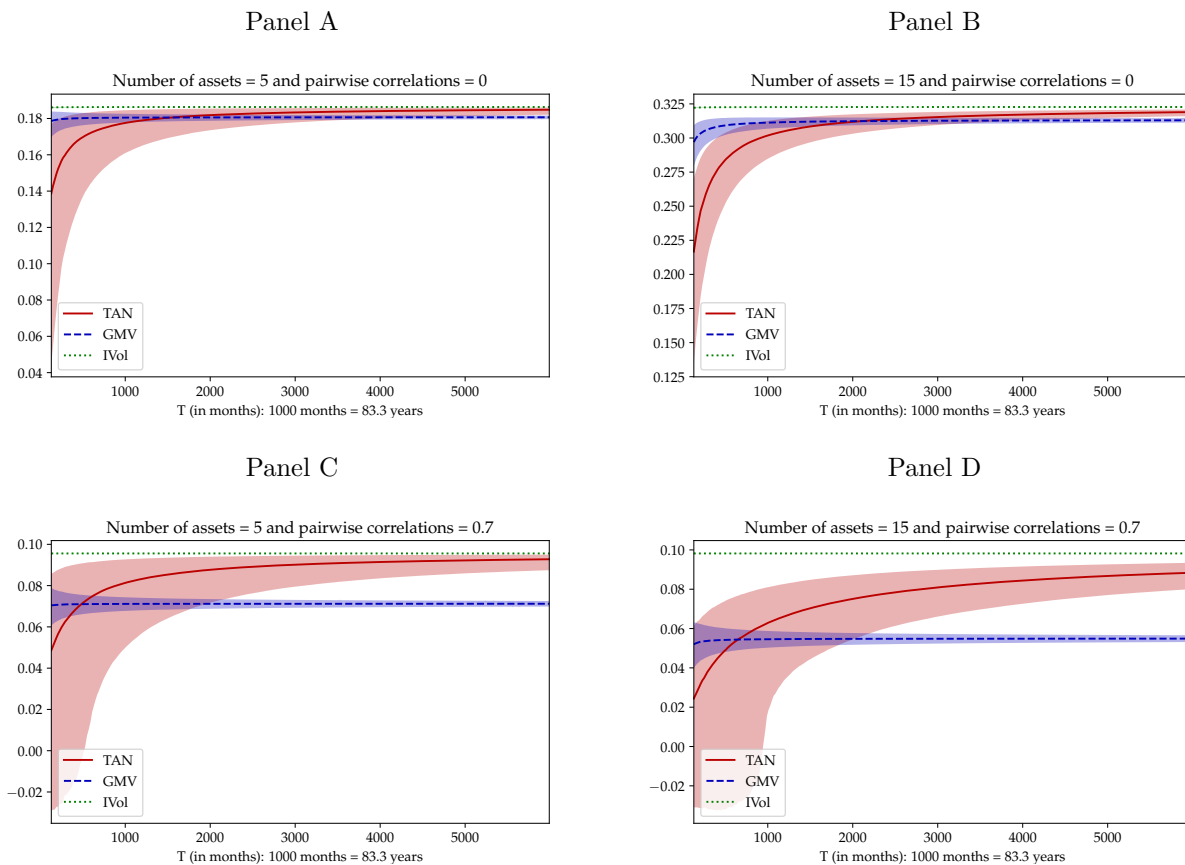 Panel A
Number of assets = 5 and pairwise correlations = 0
0.18
0.16
0.14
0.12
0.10
0.08
0.06
0.04
TAN
GMV
IVol
1000 2000 3000 4000 5000
T (in months): 1000 months = 83.3 years
Panel B
Number of assets = 15 and pairwise correlations = 0
0.325
0.300
0.275
0.250
0.225
0.200
0.175
0.150
0.125
TAN
GMV
IVol
1000 2000 3000 4000 5000
T (in months): 1000 months = 83.3 years
Panel C
Number of assets = 5 and pairwise correlations = 0.7
0.10
0.08
0.06
0.04
0.02
0.00
−0.02
TAN
GMV
IVol
1000 2000 3000 4000 5000
T (in months): 1000 months = 83.3 years
Panel D
Number of assets = 15 and pairwise correlations = 0.7
0.10
0.08
0.06
0.04
0.02
0.00
−0.02
TAN
GMV
IVol
1000 2000 3000 4000 5000
T (in months): 1000 months = 83.3 years